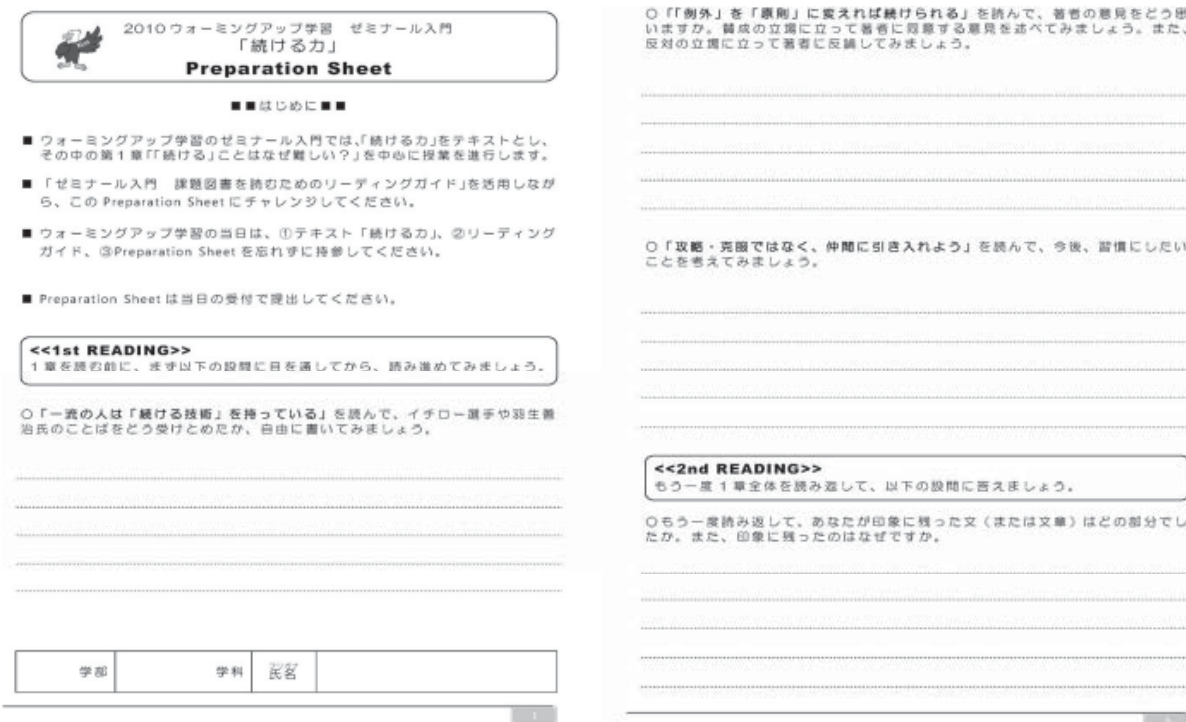 2010ウォーミングアップ学習　ゼミナール入門
「続ける力」
Preparation Sheet
■■はじめに■■
■ ウォーミングアップ学習のゼミナール入門では、「続ける力」をテキストとし、
その中の第1章「「続ける」ことはなぜ難しい？」を中心に授業を進行します。
■ 「ゼミナール入門　課題図書を読むためのリーディングガイド」を活用しなが
ら、この Preparation Sheet にチャレンジしてください。
■ ウォーミングアップ学習の当日は、①テキスト「続ける力」、②リーディング
ガイド、③Preparation Sheet を忘れずに持参してください。
■ Preparation Sheet は当日の受付で提出してください。
<<1st READING>>
1章を読む前に、まず以下の設問に目を通してから、読み進めてみましょう。
○「一流の人は「続ける技術」を持っている」を読んで、イチロー選手や羽生善
治氏のことばをどう受けとめたか、自由に書いてみましょう。
学部 学科 フリガナ 氏名
1
○「「例外」を「原則」に変えれば続けられる」を読んで、著者の意見をどう思
いますか。賛成の立場に立って著者に同意する意見を述べてみましょう。また、
反対の立場に立って著者に反論してみましょう。
○「攻略・克服ではなく、仲間に引き入れよう」を読んで、今後、習慣にしたい
ことを考えてみましょう。
<<2nd READING>>
もう一度1章全体を読み返して、以下の設問に答えましょう。
○もう一度読み返して、あなたが印象に残った文（または文章）はどの部分でし
たか。また、印象に残ったのはなぜですか。